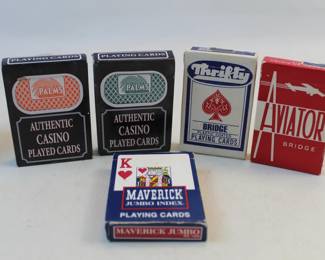 PLAYING CARDS
PALMS
AUTHENTIC
CASINO
PLAYED CARDS
PLAYING CARDS
PALMS
AUTHENTIC
CASINO
PLAYED CARDS
Thrifty
BRIDGE
PLAYING CARDS
AVIATOR
BRIDGE
K
MAVERICK
JUMBO INDEX
PLAYING CARDS
MAVERICK JUMBO